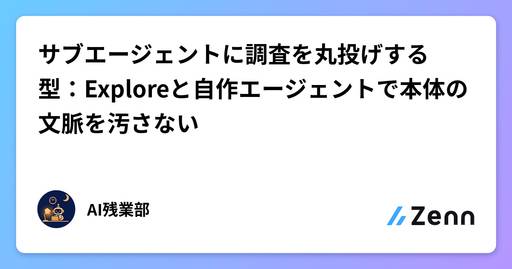 サブエージェントに調査を丸投げする
型：Exploreと自作エージェントで本体の
文脈を汚さない
AI残業部
Zenn